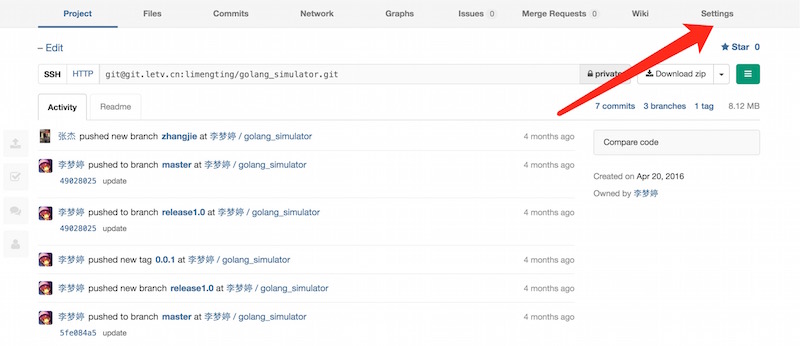 Project Files Commits Network Graphs Issues 0 Merge Requests 0 Wiki Settings
– Edit
Star 0
SSH HTTP git@git.letv.cn:limengting/golang_simulator.git private Download zip
Activity Readme
7 commits 3 branches 1 tag 8.12 MB
张杰 pushed new branch zhangjie at 李梦婷 / golang_simulator 4 months ago
Compare code
李梦婷 pushed to branch master at 李梦婷 / golang_simulator 4 months ago
49028025 update
Created on Apr 20, 2016
Owned by 李梦婷
李梦婷 pushed to branch release1.0 at 李梦婷 / golang_simulator 4 months ago
49028025 update
李梦婷 pushed new tag 0.0.1 at 李梦婷 / golang_simulator 4 months ago
李梦婷 pushed new branch release1.0 at 李梦婷 / golang_simulator 4 months ago
李梦婷 pushed to branch master at 李梦婷 / golang_simulator 4 months ago
5fe084a5 update